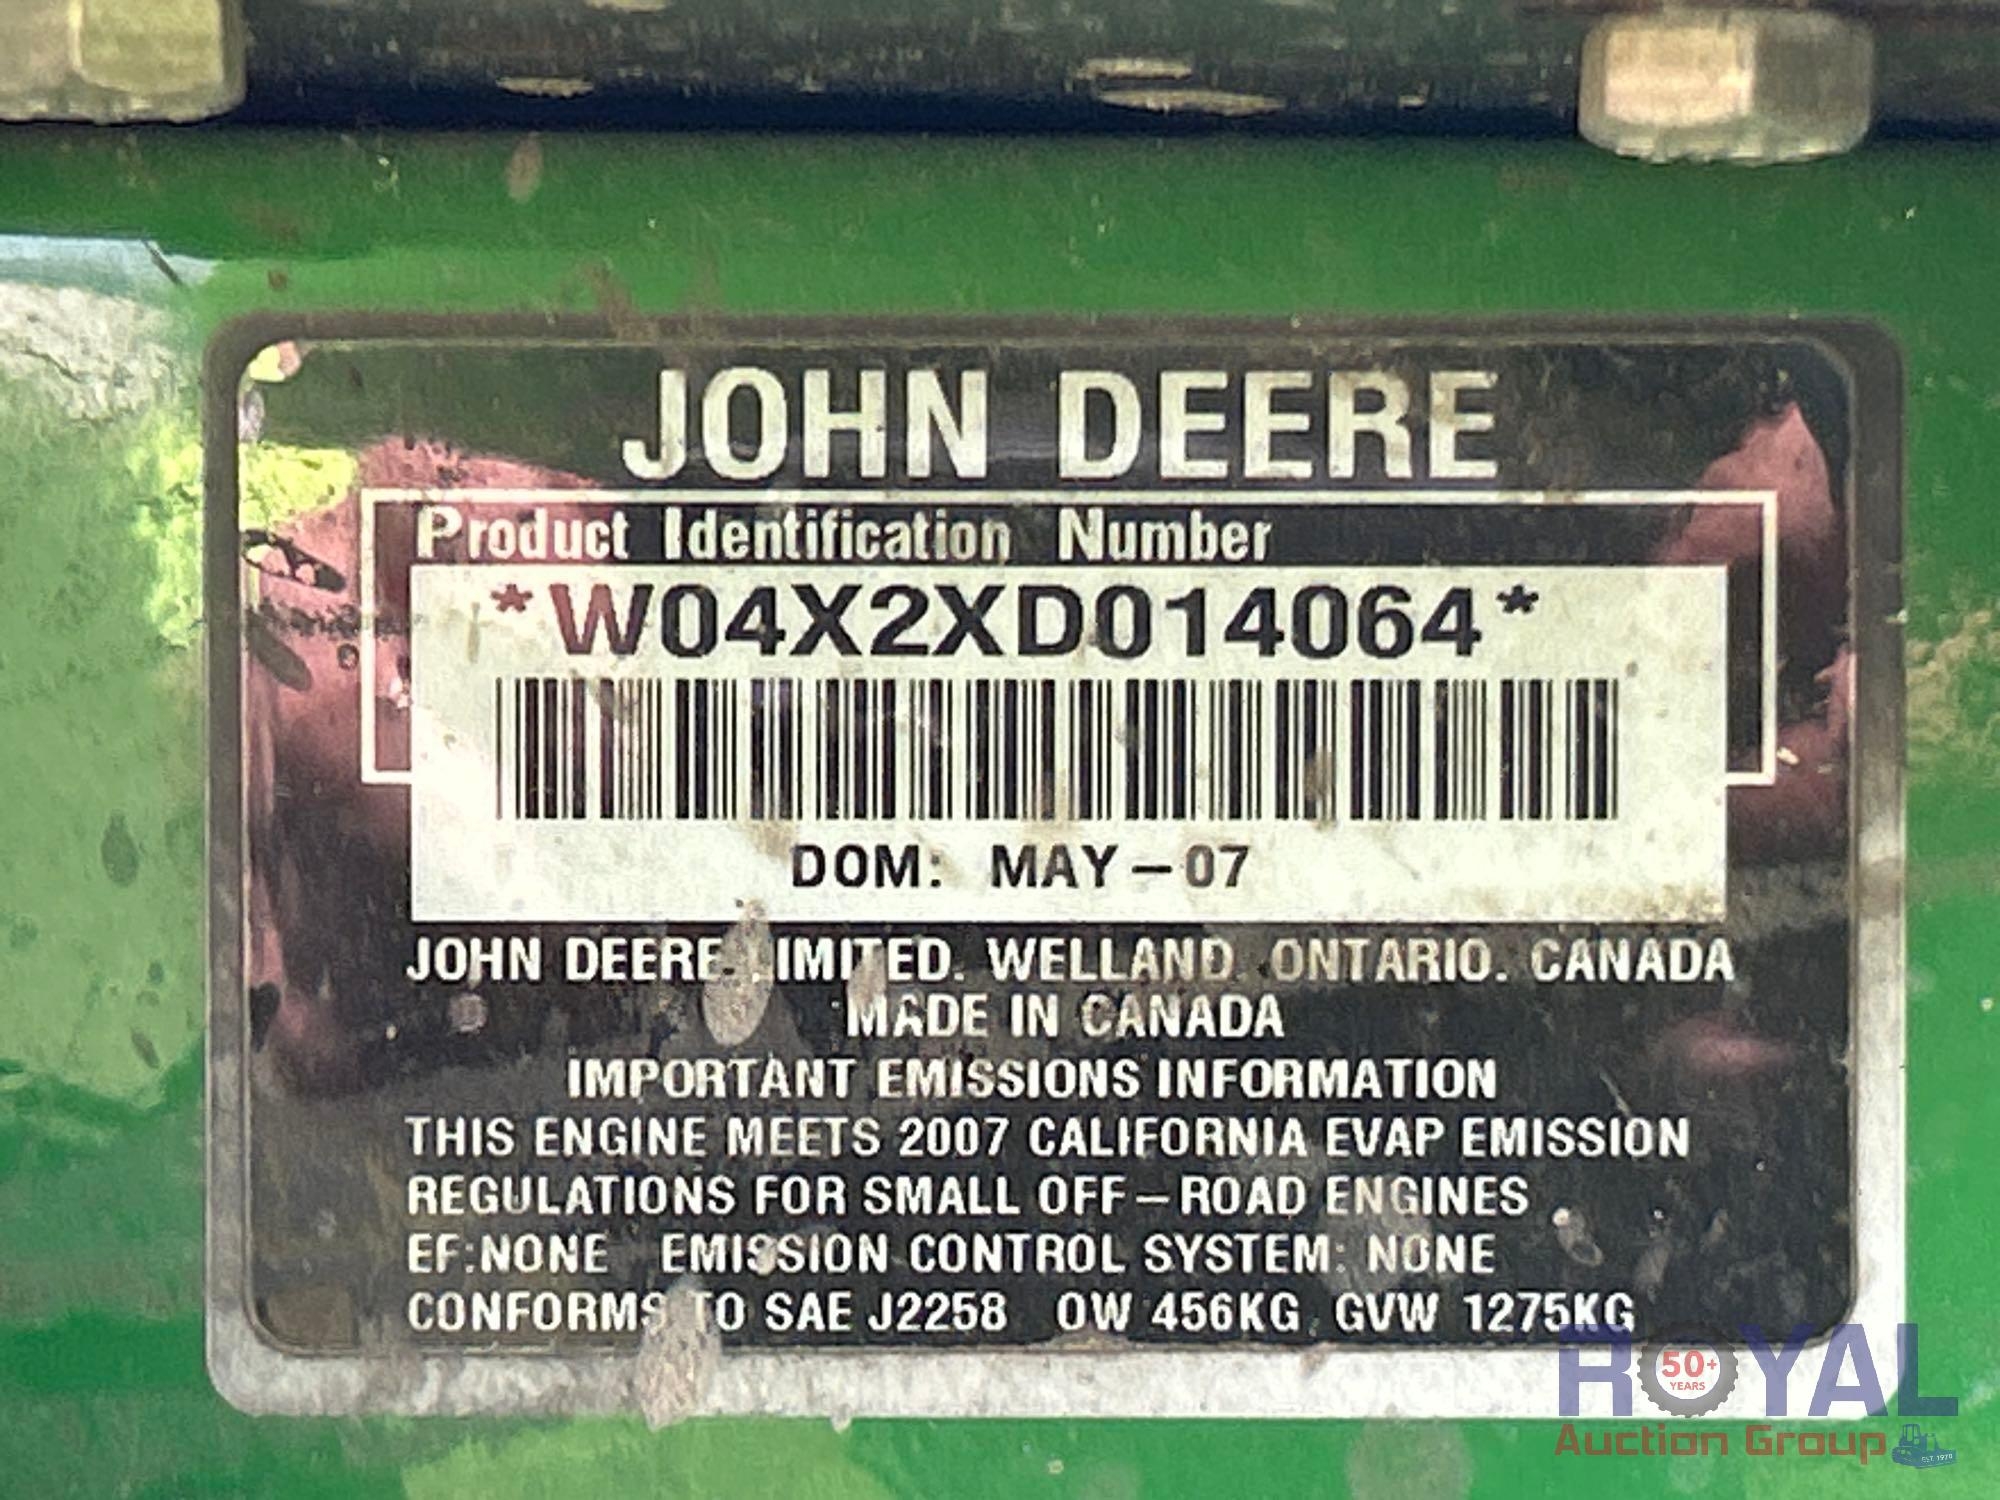 JOHN DEERE
Product Identification Number
*W04X2XD014064*
DOM: MAY-07
JOHN DEERE LIMITED. WELLAND. ONTARIO. CANADA
MADE IN CANADA
IMPORTANT EMISSIONS INFORMATION
THIS ENGINE MEETS 2007 CALIFORNIA EVAP EMISSION
REGULATIONS FOR SMALL OFF-ROAD ENGINES
EF:NONE EMISSION CONTROL SYSTEM: NONE
CONFORMS TO SAE J2258 OW 456KG GVW 1275KG
ROYAL
50+
YEARS
Auction Group
EST. 1970